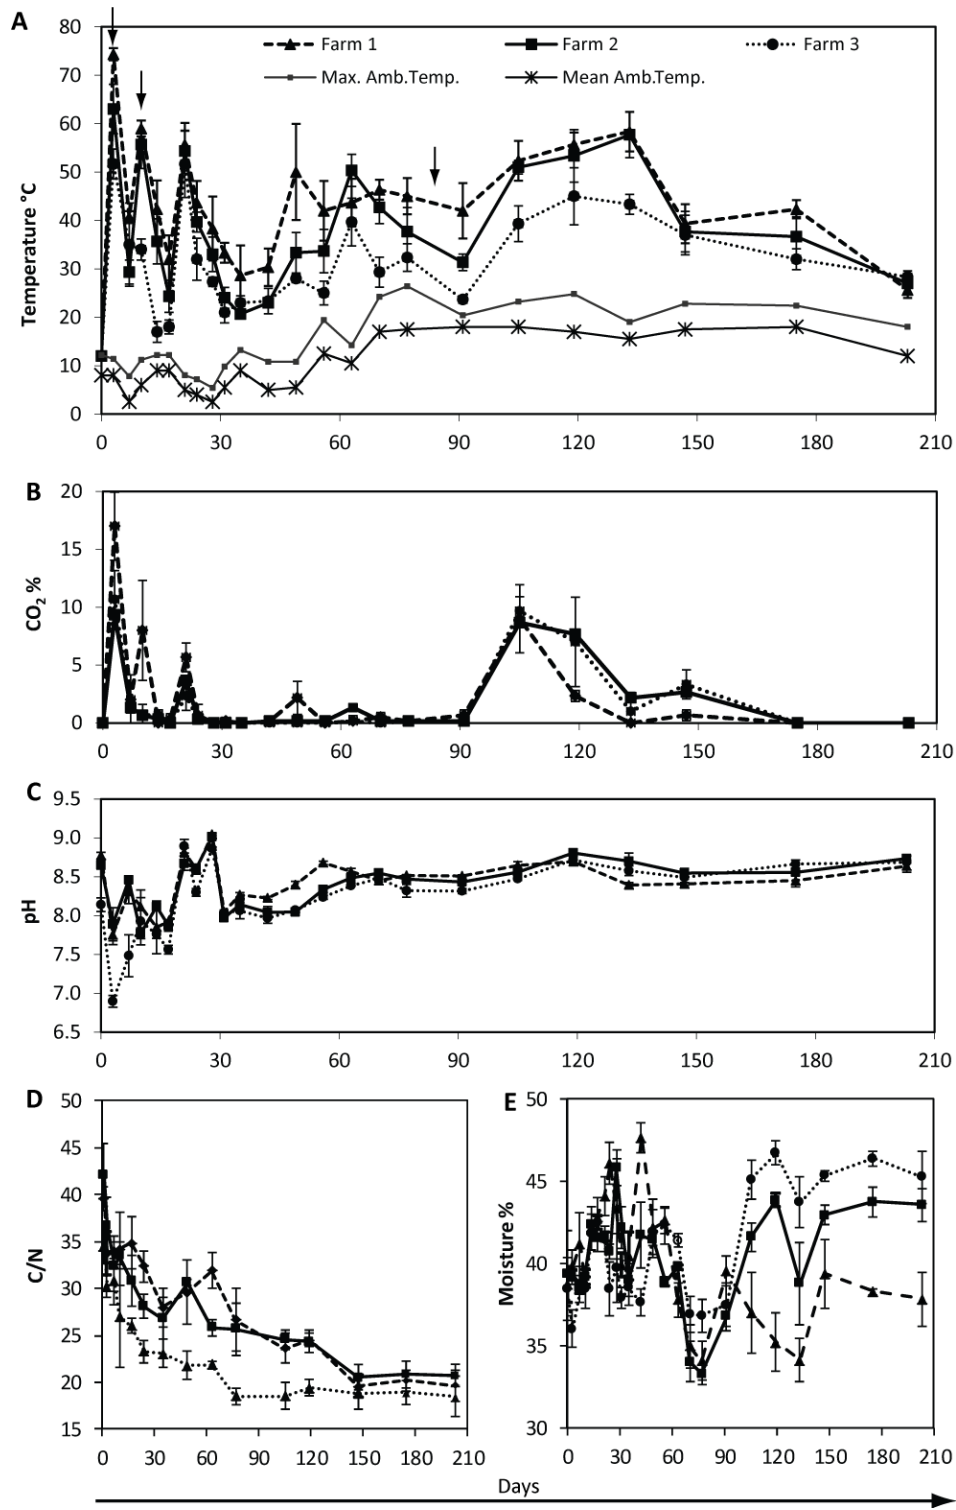 A
80
70
60
50
40
30
20
10
0
Temperature °C
Farm 1
Farm 2
Farm 3
Max. Amb.Temp.
Mean Amb.Temp.
0 30 60 90 120 150 180 210
B
20
15
10
5
0
CO2 %
0 30 60 90 120 150 180 210
C
9.5
9.0
8.5
8.0
7.5
7.0
6.5
pH
0 30 60 90 120 150 180 210
D
50
45
40
35
30
25
20
15
C/N
0 30 60 90 120 150 180 210
E
50
45
40
35
30
Moisture %
0 30 60 90 120 150 180 210
Days